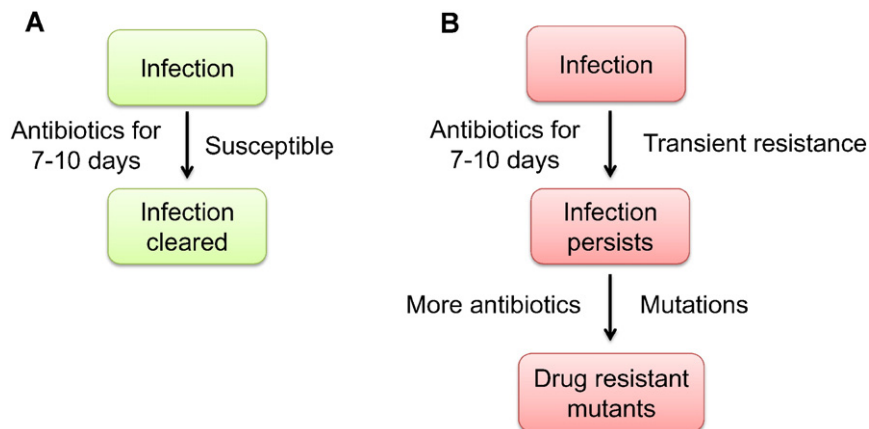 A
Infection
Antibiotics for
7-10 days
Susceptible
Infection
cleared
B
Infection
Antibiotics for
7-10 days
Transient resistance
Infection
persists
More antibiotics
Mutations
Drug resistant
mutants